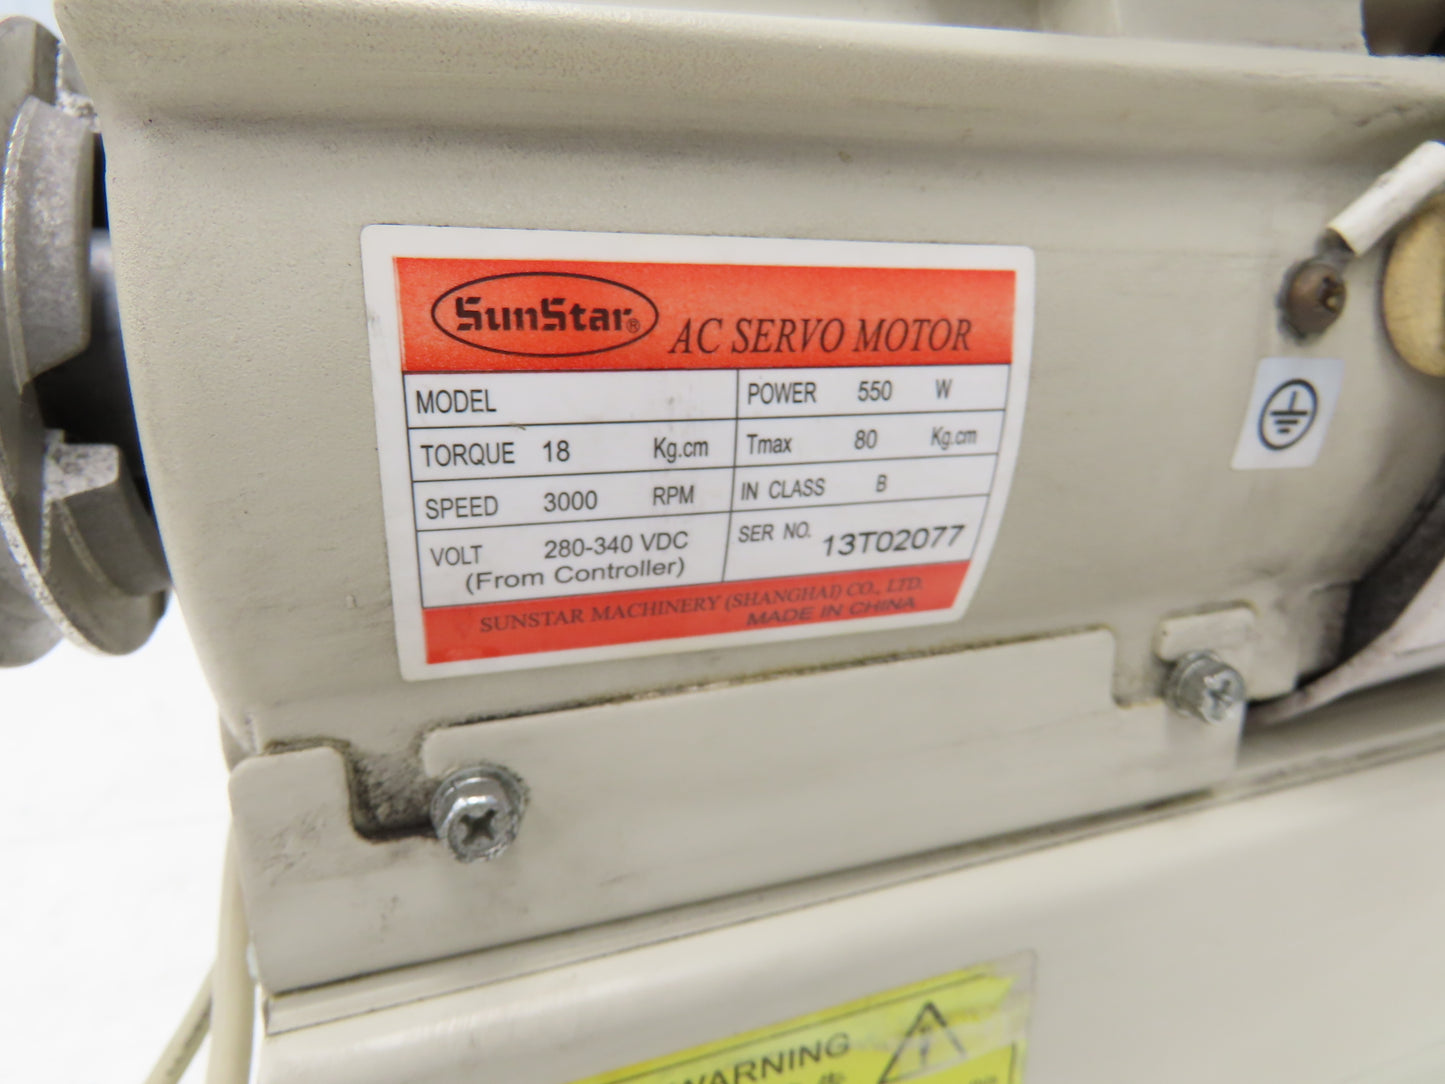 SunStar®
AC SERVO MOTOR
MODEL
POWER 550 W
TORQUE 18 Kg.cm
Tmax 80 Kg.cm
SPEED 3000 RPM
IN CLASS B
VOLT 280-340 VDC
(From Controller)
SER NO. 13T02077
SUNSTAR MACHINERY (SHANGHAI) CO., LTD.
MADE IN CHINA
WARNING